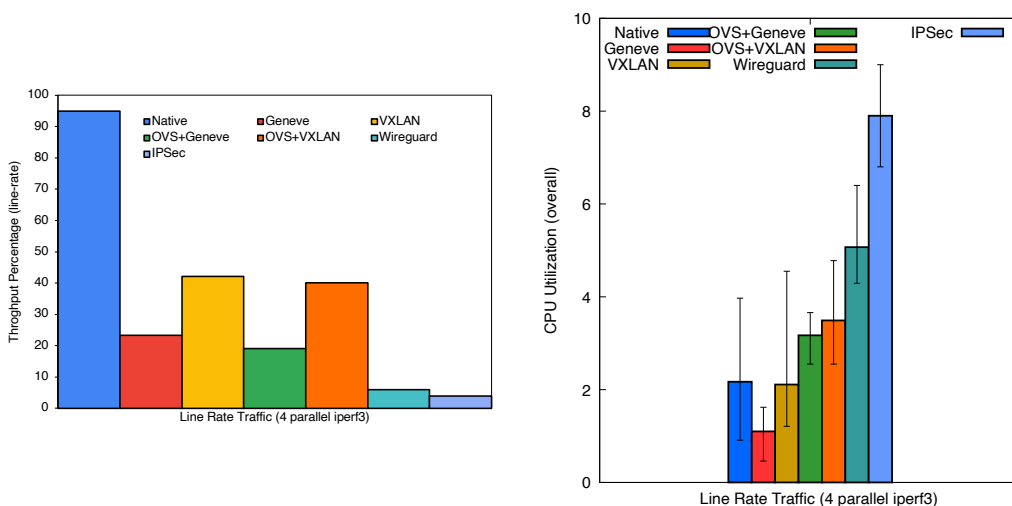 100
90
80
70
60
50
40
30
20
10
0
Throghput Percentage (line-rate)
Native
Geneve
VXLAN
OVS+Geneve
OVS+VXLAN
Wireguard
IPSec
Line Rate Traffic (4 parallel iperf3)
10
8
6
4
2
0
CPU Utilization (overall)
Native
OVS+Geneve
IPSec
Geneve
OVS+VXLAN
VXLAN
Wireguard
Line Rate Traffic (4 parallel iperf3)